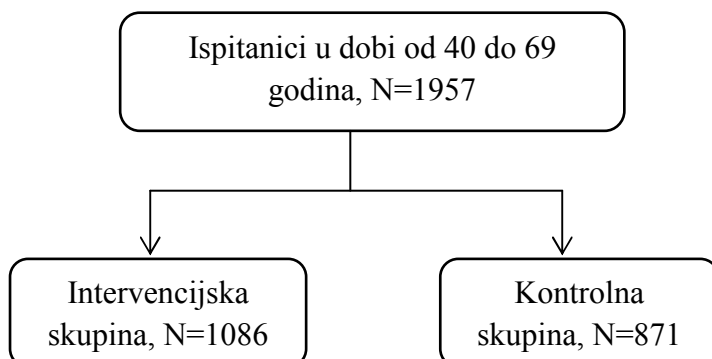 Ispitanici u dobi od 40 do 69
godina, N=1957
Intervencijska
skupina, N=1086
Kontrolna
skupina, N=871